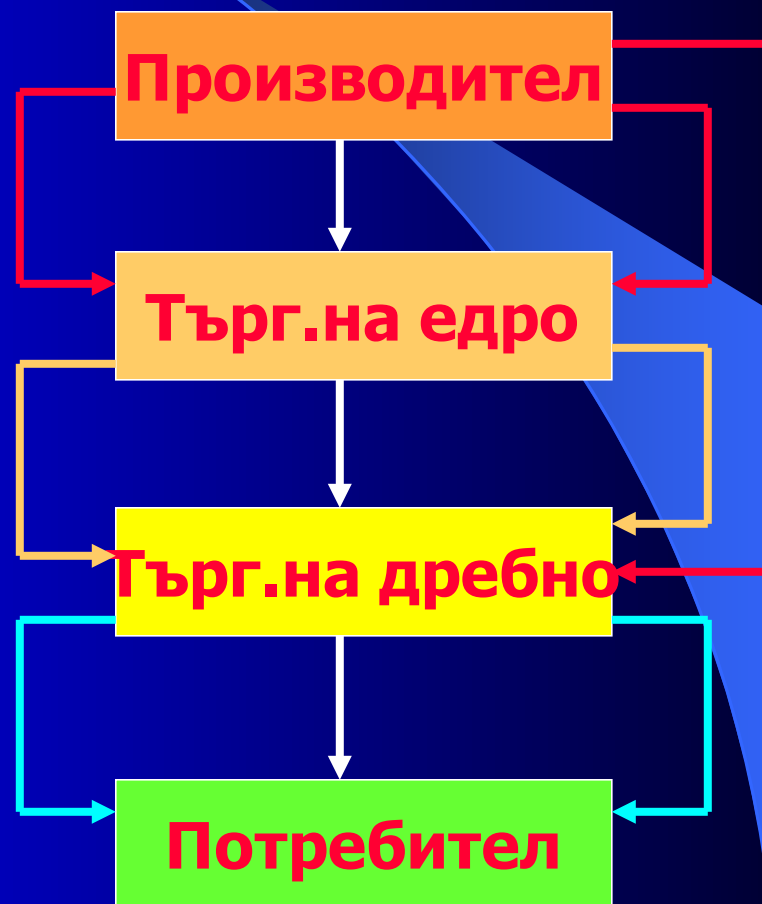 Производител
Търг.на едро
Търг.на дребно
Потребител